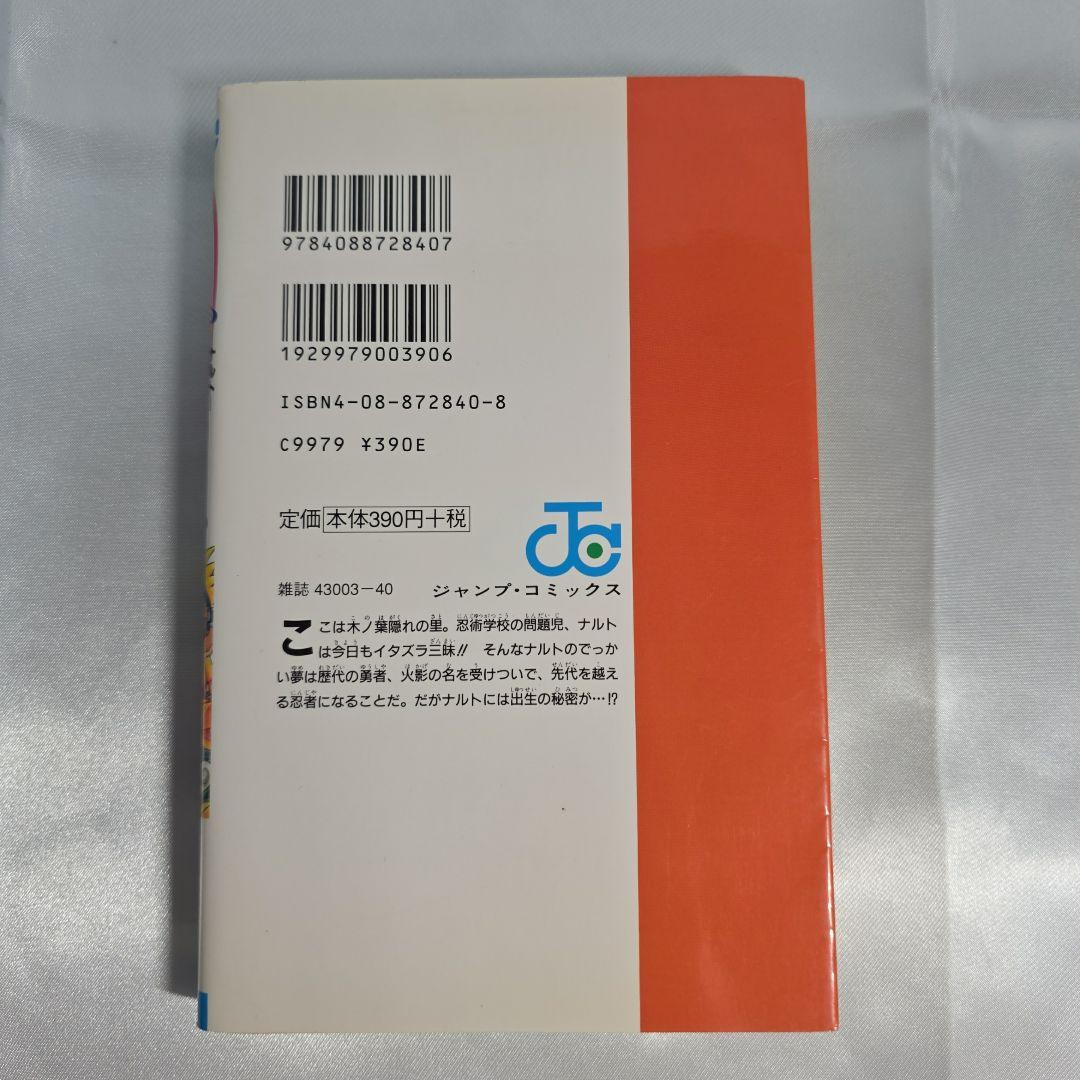 9784088728407
1929979003906
ISBN4-08-872840-8
C9979 ¥390E
定価 本体390円+税
JC
雑誌 43003-40
ジャンプ・コミックス
ここは木ノ葉隠れの里。忍術学校の問題児、ナルト
は今日もイタズラ三昧!! そんなナルトのでっか
い夢は歴代の勇者、火影の名を受けついで、先代を越え
る忍者になることだ。だがナルトには出生の秘密が…!?